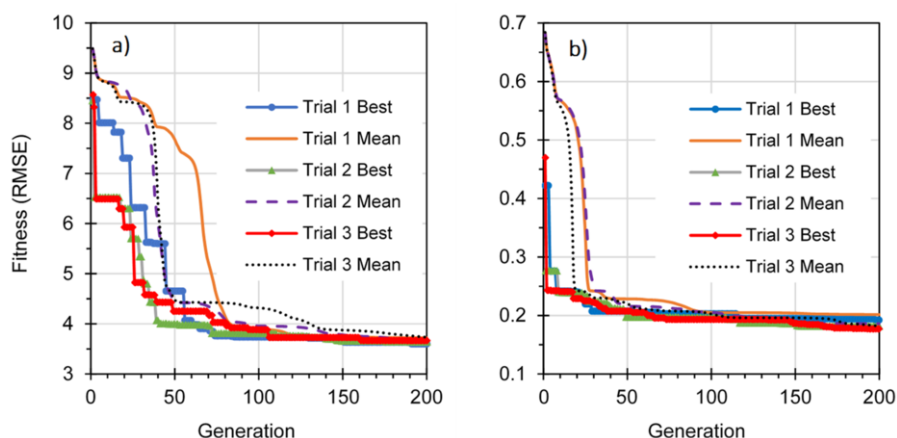 a)
Fitness (RMSE)
10
9
8
7
6
5
4
3
0
50
100
150
200
Generation
Trial 1 Best
Trial 1 Mean
Trial 2 Best
Trial 2 Mean
Trial 3 Best
Trial 3 Mean
b)
0.7
0.6
0.5
0.4
0.3
0.2
0.1
0
50
100
150
200
Generation
Trial 1 Best
Trial 1 Mean
Trial 2 Best
Trial 2 Mean
Trial 3 Best
Trial 3 Mean